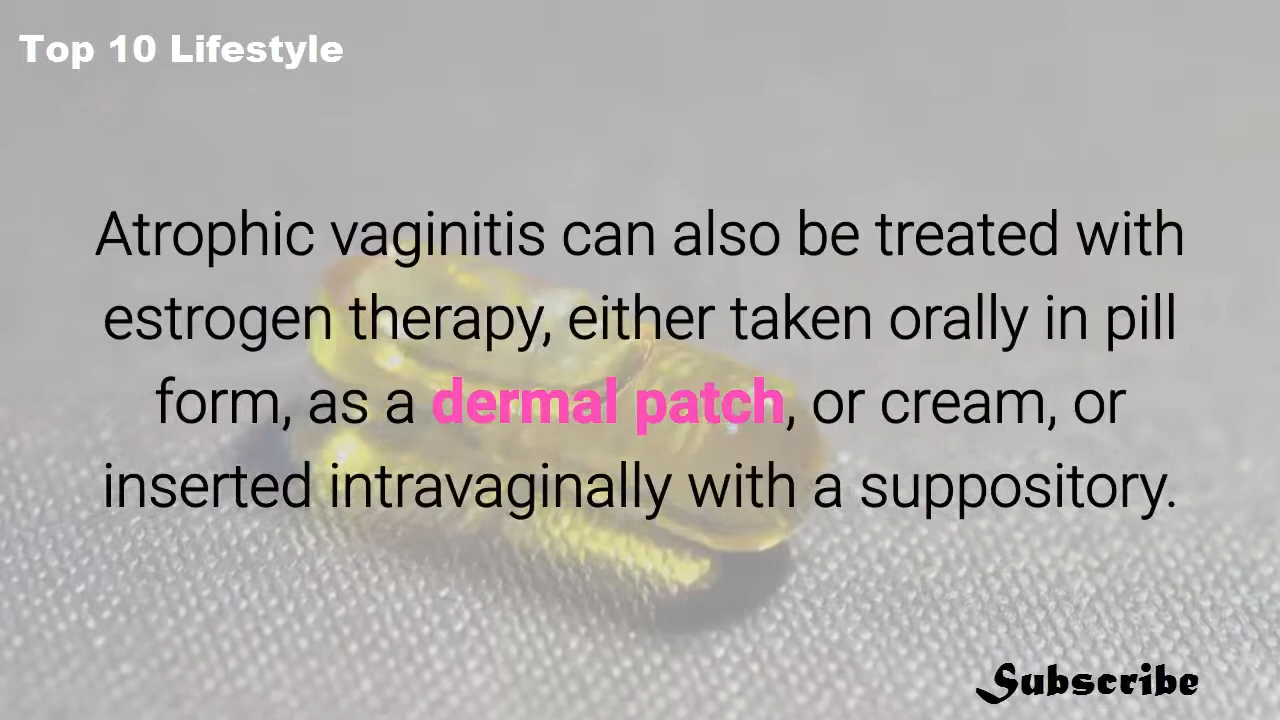 Top 10 Lifestyle
Atrophic vaginitis can also be treated with
estrogen therapy, either taken orally in pill
form, as a dermal patch, or cream, or
inserted intravaginally with a suppository.
Subscribe